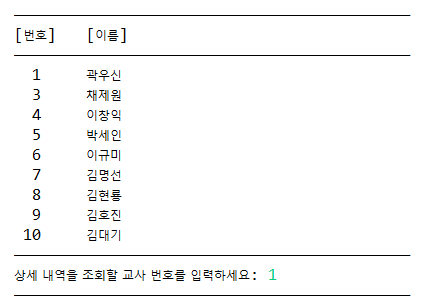 [번호] [이름]
1 곽우신
3 채제원
4 이창익
5 박세인
6 이규미
7 김명선
8 김현룡
9 김호진
10 김대기
상세 내역을 조회할 교사 번호를 입력하세요: 1